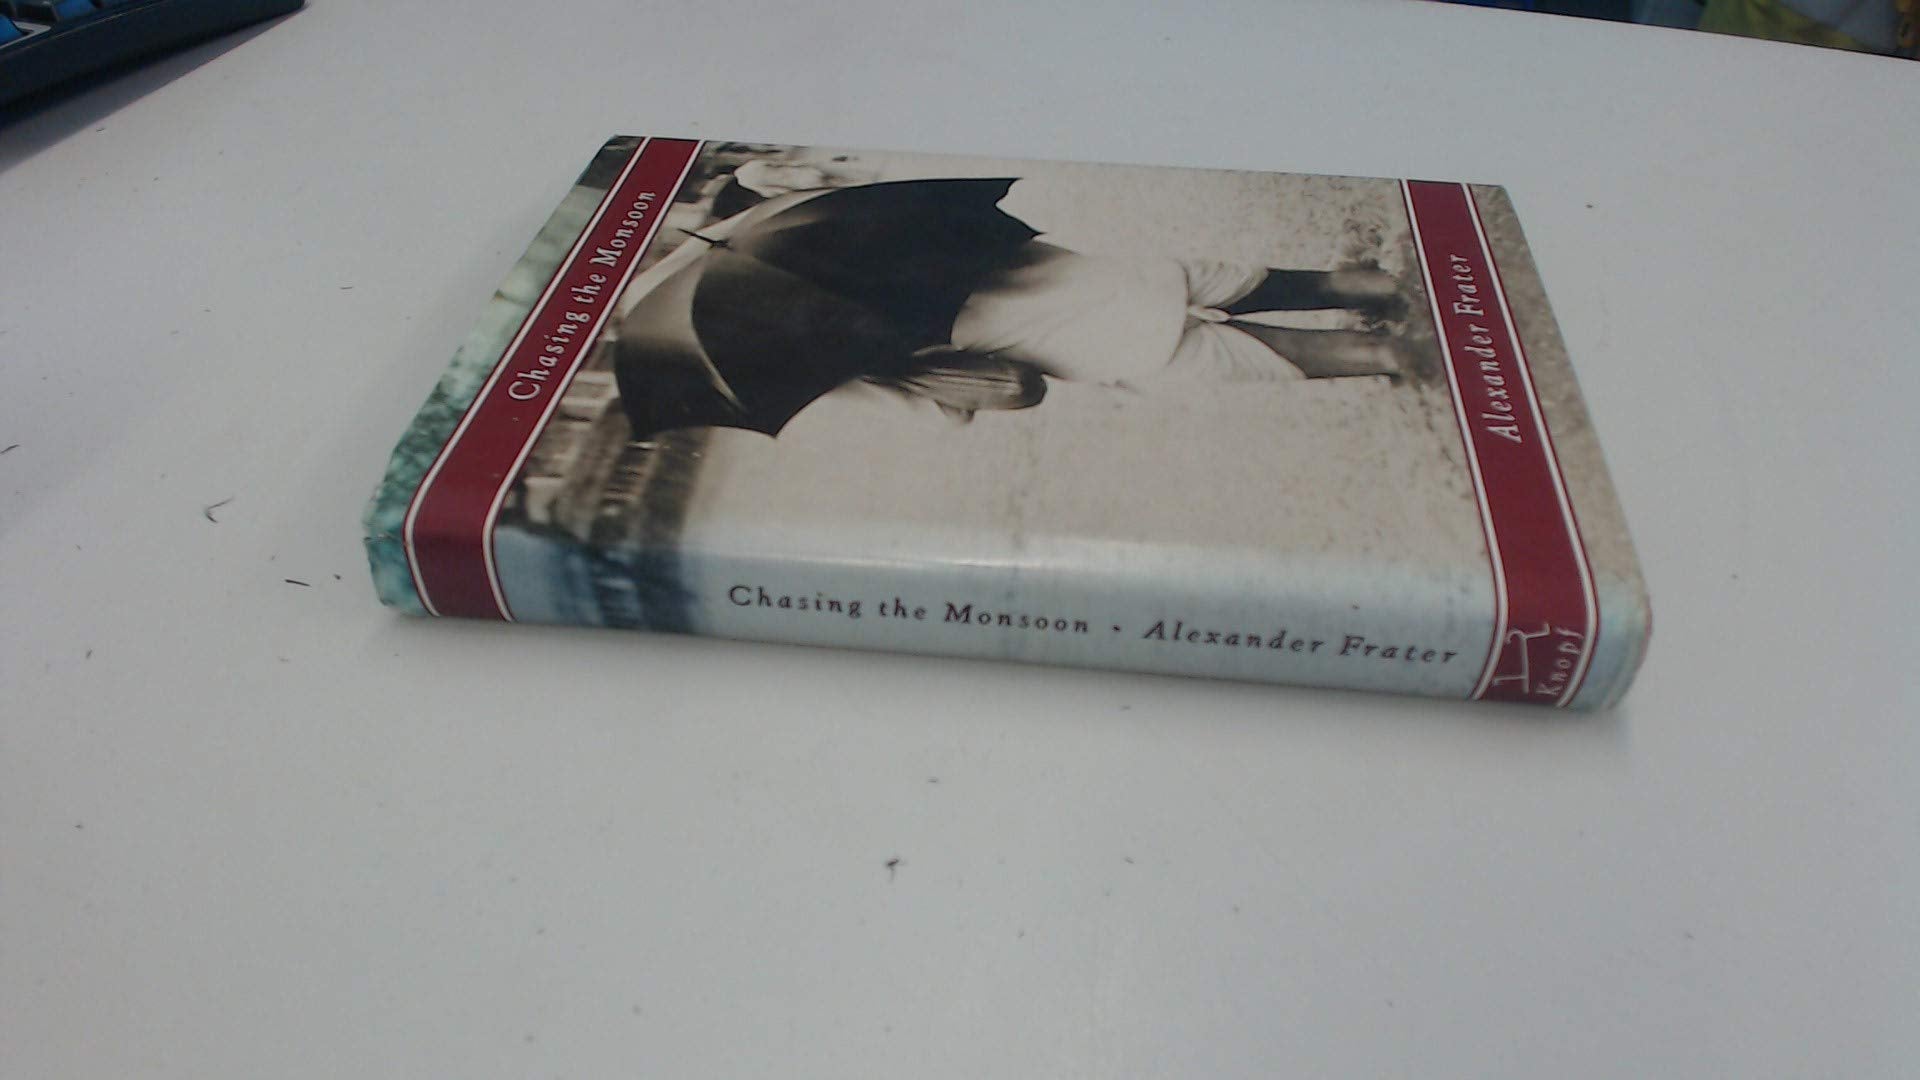 Chasing the Monsoon
Alexander Frater
Chasing the Monsoon • Alexander Frater
Knopf